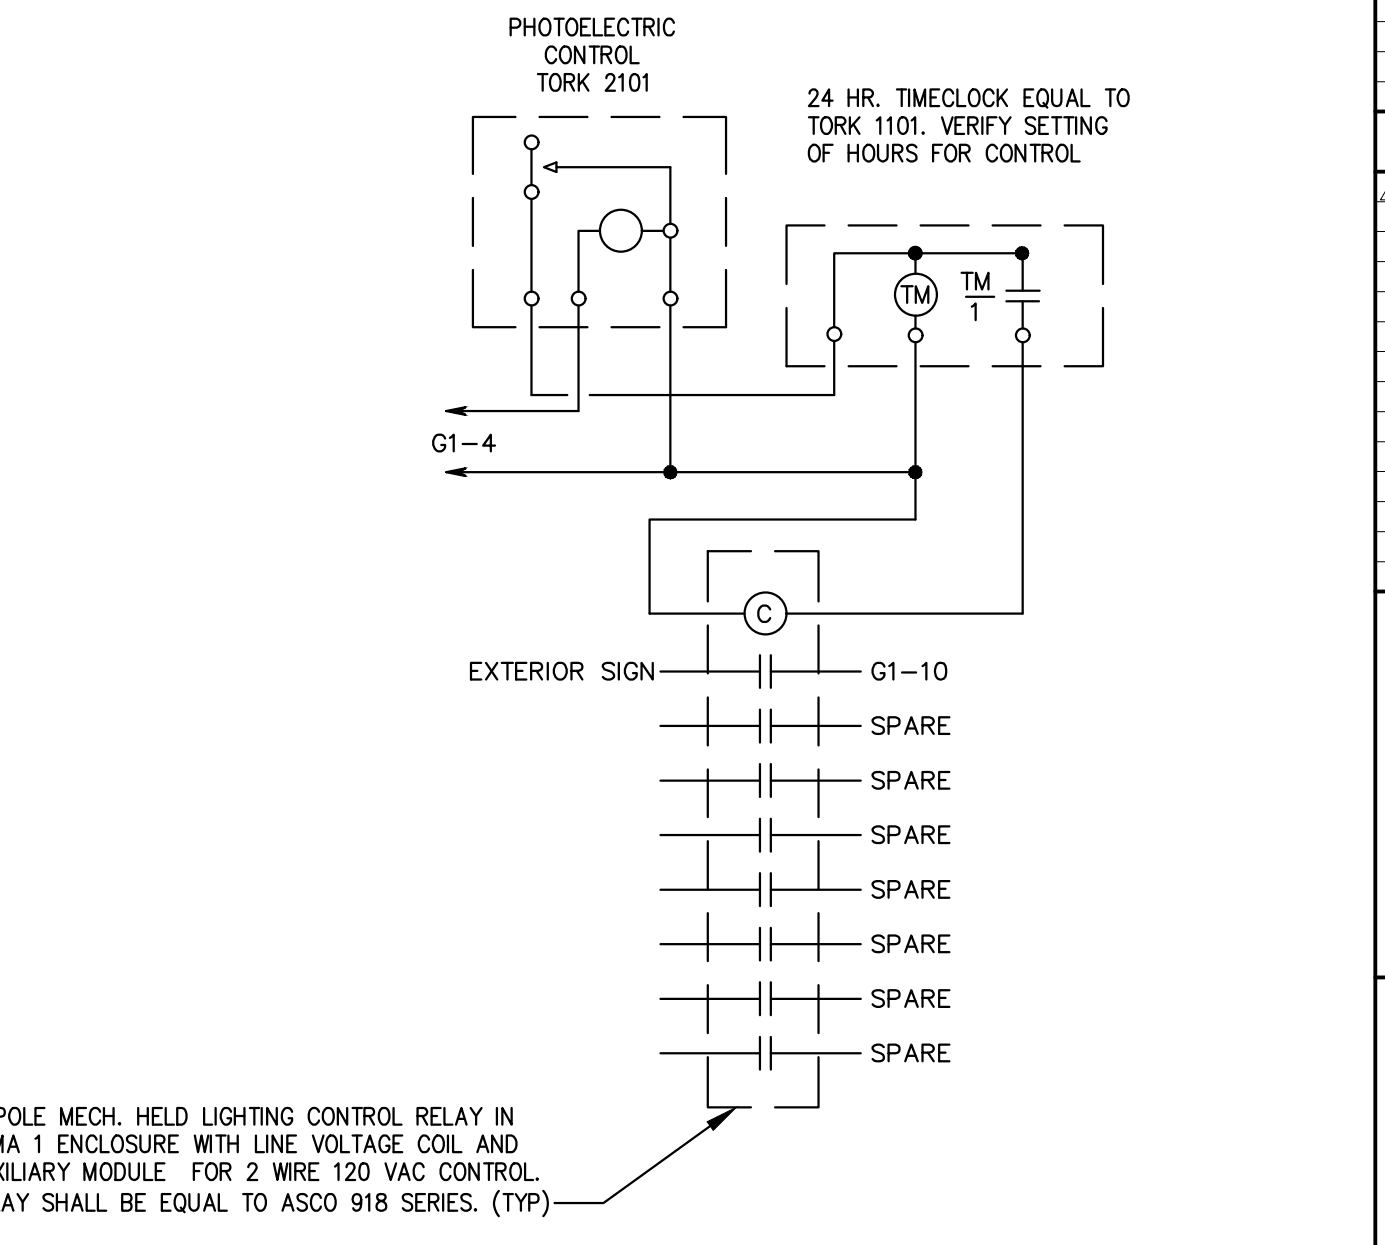 PHOTOELECTRIC
CONTROL
TORK 2101
24 HR. TIMECLOCK EQUAL TO
TORK 1101. VERIFY SETTING
OF HOURS FOR CONTROL
TM
TM
1
G1-4
C
EXTERIOR SIGN
G1-10
SPARE
SPARE
SPARE
SPARE
SPARE
SPARE
SPARE
POLE MECH. HELD LIGHTING CONTROL RELAY IN
MA 1 ENCLOSURE WITH LINE VOLTAGE COIL AND
XILIARY MODULE FOR 2 WIRE 120 VAC CONTROL.
AY SHALL BE EQUAL TO ASCO 918 SERIES. (TYP)